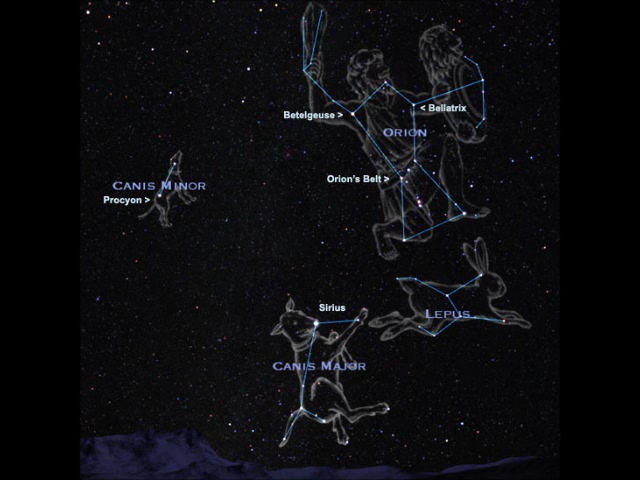 Betelgeuse >
< Bellatrix
ORION
Orion's Belt >
CANIS MINOR
Procyon >
Sirius
LEPUS
CANIS MAJOR